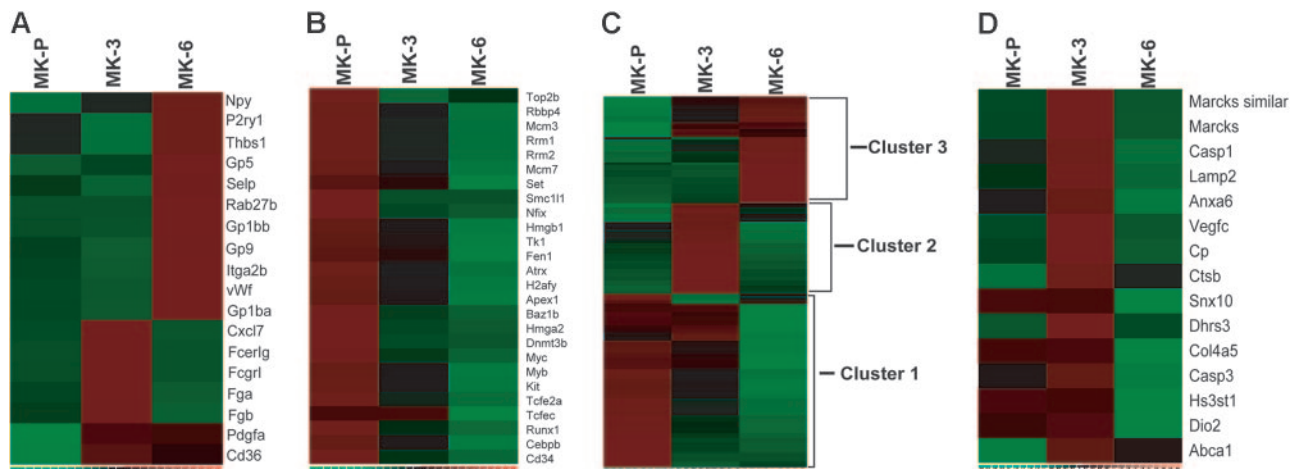 A
MK-P
MK-3
MK-6
Npy
P2ry1
Thbs1
Gp5
Selp
Rab27b
Gp1bb
Gp9
Itga2b
vWf
Gp1ba
Cxcl7
FcerIg
FcgrI
Fga
Fgb
Pdgfa
Cd36
B
MK-P
MK-3
MK-6
Top2b
Rbbp4
Mcm3
Rrm1
Rrm2
Mcm7
Set
Smc1l1
Nfix
Hmgb1
Tk1
Fen1
Atrx
H2afy
Apex1
Baz1b
Hmga2
Dnmt3b
Myc
Myb
Kit
Tcfe2a
Tcfec
Runx1
Cebpb
Cd34
C
MK-P
MK-3
MK-6
Cluster 3
Cluster 2
Cluster 1
D
MK-P
MK-3
MK-6
Marcks similar
Marcks
Casp1
Lamp2
Anxa6
Vegfc
Cp
Ctsb
Snx10
Dhrs3
Col4a5
Casp3
Hs3st1
Dio2
Abca1